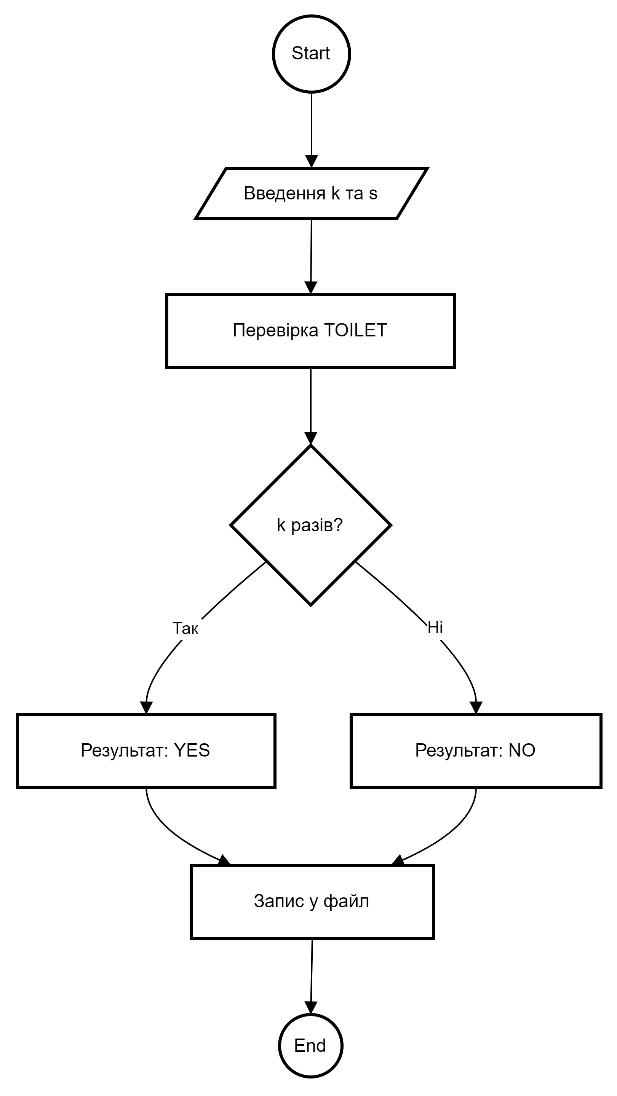 Start
Введення k та s
Перевірка TOILET
k разів?
Так
Ні
Результат: YES
Результат: NO
Запис у файл
End